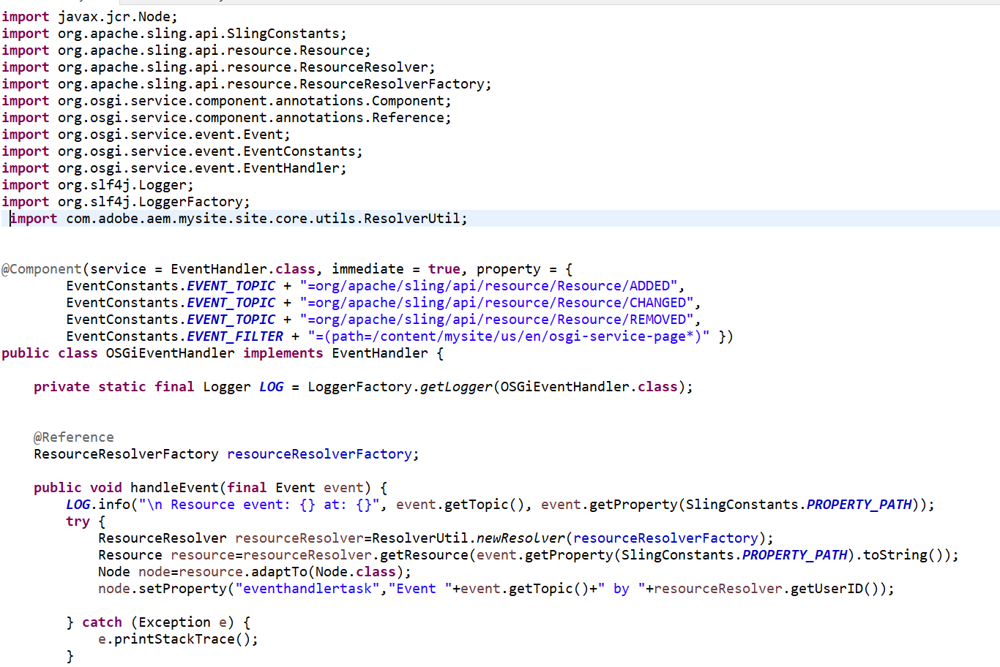 import javax.jcr.Node;
import org.apache.sling.api.SlingConstants;
import org.apache.sling.api.resource.Resource;
import org.apache.sling.api.resource.ResourceResolver;
import org.apache.sling.api.resource.ResourceResolverFactory;
import org.osgi.service.component.annotations.Component;
import org.osgi.service.component.annotations.Reference;
import org.osgi.service.event.Event;
import org.osgi.service.event.EventConstants;
import org.osgi.service.event.EventHandler;
import org.slf4j.Logger;
import org.slf4j.LoggerFactory;
import com.adobe.aem.mysite.site.core.utils.ResolverUtil;
@Component(service = EventHandler.class, immediate = true, property = {
EventConstants.EVENT_TOPIC + "=org/apache/sling/api/resource/Resource/ADDED",
EventConstants.EVENT_TOPIC + "=org/apache/sling/api/resource/Resource/CHANGED",
EventConstants.EVENT_TOPIC + "=org/apache/sling/api/resource/Resource/REMOVED",
EventConstants.EVENT_FILTER + "=(path=/content/mysite/us/en/osgi-service-page*)" })
public class OSGiEventHandler implements EventHandler {
private static final Logger LOG = LoggerFactory.getLogger(OSGiEventHandler.class);
@Reference
ResourceResolverFactory resourceResolverFactory;
public void handleEvent(final Event event) {
LOG.info("\n Resource event: {} at: {}", event.getTopic(), event.getProperty(SlingConstants.PROPERTY_PATH));
try {
ResourceResolver resourceResolver=ResolverUtil.newResolver(resourceResolverFactory);
Resource resource=resourceResolver.getResource(event.getProperty(SlingConstants.PROPERTY_PATH).toString());
Node node=resource.adaptTo(Node.class);
node.setProperty("eventhandlertask","Event "+event.getTopic()+" by "+resourceResolver.getUserID());
} catch (Exception e) {
e.printStackTrace();
}